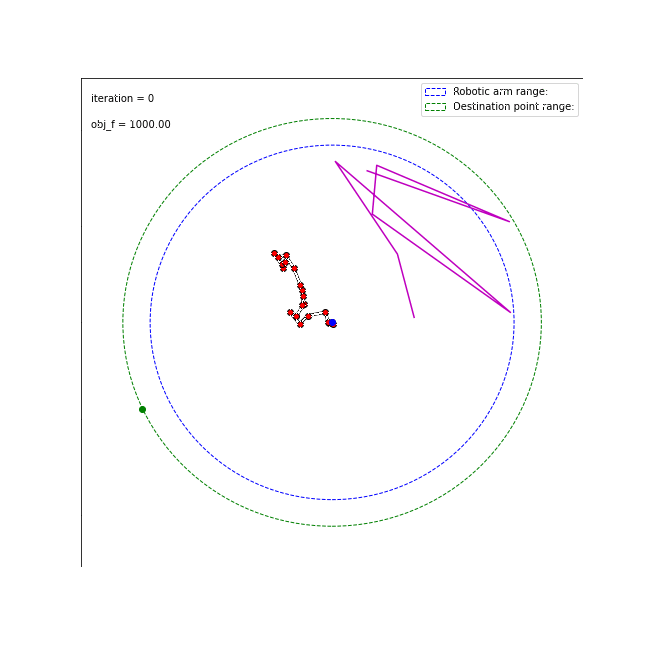 iteration = 0
obj_f = 1000.00
Robotic arm range:
Destination point range: